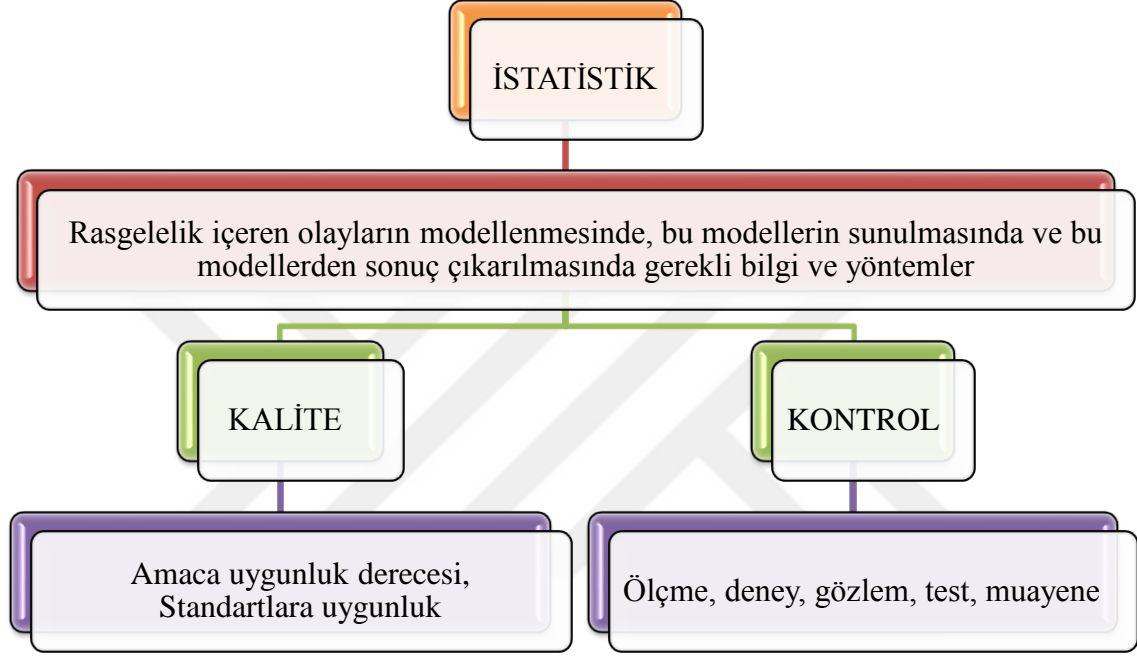 İSTATİSTİK
Rasgelelik içeren olayların modellenmesinde, bu modellerin sunulmasında ve bu
modellerden sonuç çıkarılmasında gerekli bilgi ve yöntemler
KALİTE
KONTROL
Amaca uygunluk derecesi,
Standartlara uygunluk
Ölçme, deney, gözlem, test, muayene